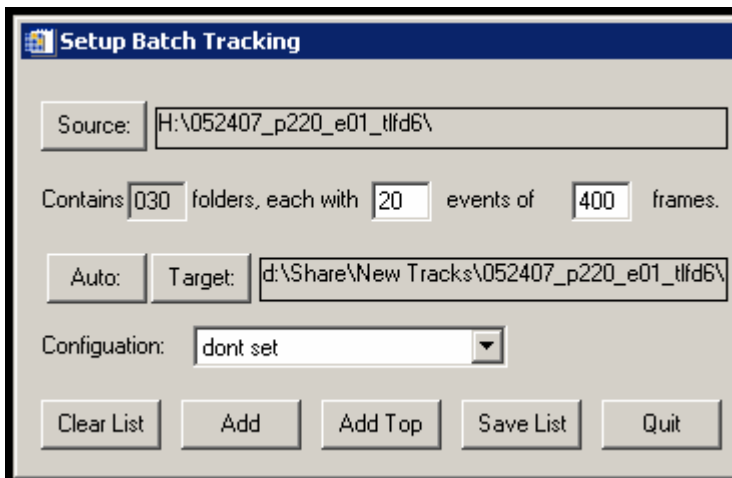 Setup Batch Tracking
Source: H:\052407_p220_e01_tlfd6\
Contains 030 folders, each with 20 events of 400 frames.
Auto: Target: d:\Share\New Tracks\052407_p220_e01_tlfd6\
Configuation: dont set
Clear List Add Add Top Save List Quit